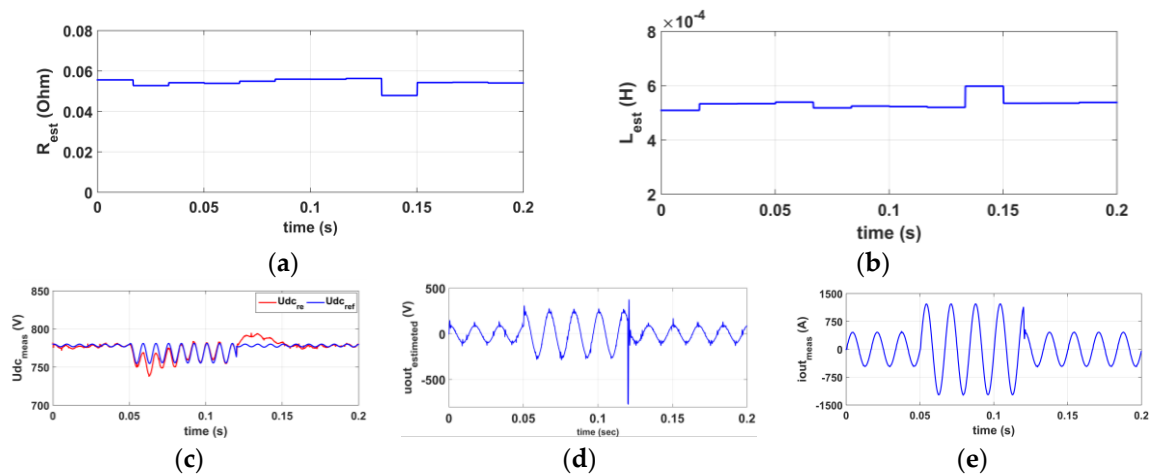 0.08
0.06
0.04
0.02
0
R_est (Ohm)
0 0.05 0.1 0.15 0.2
time (s)
(a)
×10⁻⁴
8
6
4
2
L_est (H)
0 0.05 0.1 0.15 0.2
time (s)
(b)
850
800
750
700
Udc_meas (V)
Udc_re Udc_ref
0 0.05 0.1 0.15 0.2
time (s)
(c)
500
0
-500
uout_estimeted (V)
0 0.05 0.1 0.15 0.2
time (sec)
(d)
1500
750
0
-750
-1500
iout_meas (A)
0 0.05 0.1 0.15 0.2
time (s)
(e)